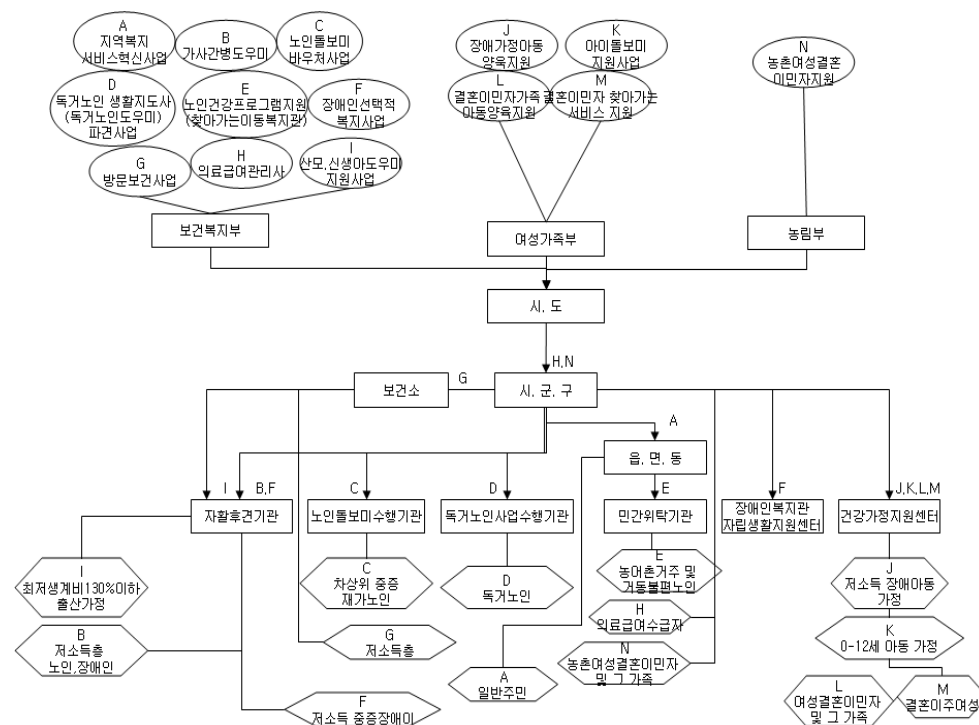 A
지역복지
서비스혁신사업
B
가사간병도우미
C
노인돌보미
바우처사업
D
독거노인 생활지도사
(독거노인도우미)
파견사업
E
노인건강프로그램지원
(찾아가는이동복지관)
F
장애인선택적
복지사업
G
방문보건사업
H
의료급여관리사
I
산모,신생아도우미
지원사업
J
장애가정아동
양육지원
K
아이돌보미
지원사업
L
결혼이민자가족
아동양육지원
M
결혼이민자 찾아가는
서비스 지원
N
농촌여성결혼
이민자지원
보건복지부
여성가족부
농림부
시, 도
H,N
보건소
G
시, 군, 구
A
읍, 면, 동
I
B,F
C
D
E
F
J,K,L,M
자활후견기관
노인돌보미수행기관
독거노인사업수행기관
민간위탁기관
장애인복지관
자립생활지원센터
건강가정지원센터
I
최저생계비130%이하
출산가정
C
차상위 중증
재가노인
D
독거노인
E
농어촌거주 및
거동불편노인
J
저소득 장애아동
가정
H
의료급여수급자
B
저소득층
노인,장애인
G
저소득층
K
0-12세 아동 가정
N
농촌여성결혼이민자
및 그 가족
A
일반주민
F
저소득 중증장애이
L
여성결혼이민자
및 그 가족
M
결혼이주여성